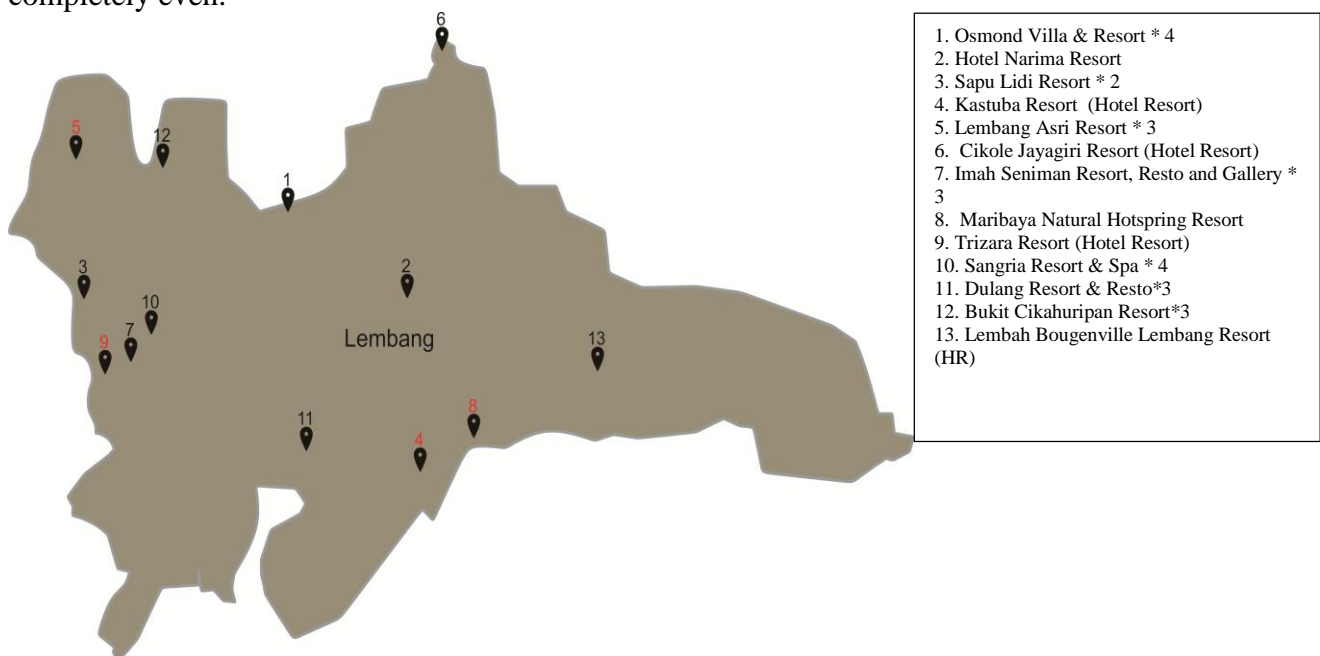 completely even.
6
5
12
1
3
2
10
7
Lembang
9
13
8
11
4
1. Osmond Villa & Resort * 4
2. Hotel Narima Resort
3. Sapu Lidi Resort * 2
4. Kastuba Resort (Hotel Resort)
5. Lembang Asri Resort * 3
6. Cikole Jayagiri Resort (Hotel Resort)
7. Imah Seniman Resort, Resto and Gallery *
3
8. Maribaya Natural Hotspring Resort
9. Trizara Resort (Hotel Resort)
10. Sangria Resort & Spa * 4
11. Dulang Resort & Resto*3
12. Bukit Cikahuripan Resort*3
13. Lembah Bougenville Lembang Resort
(HR)